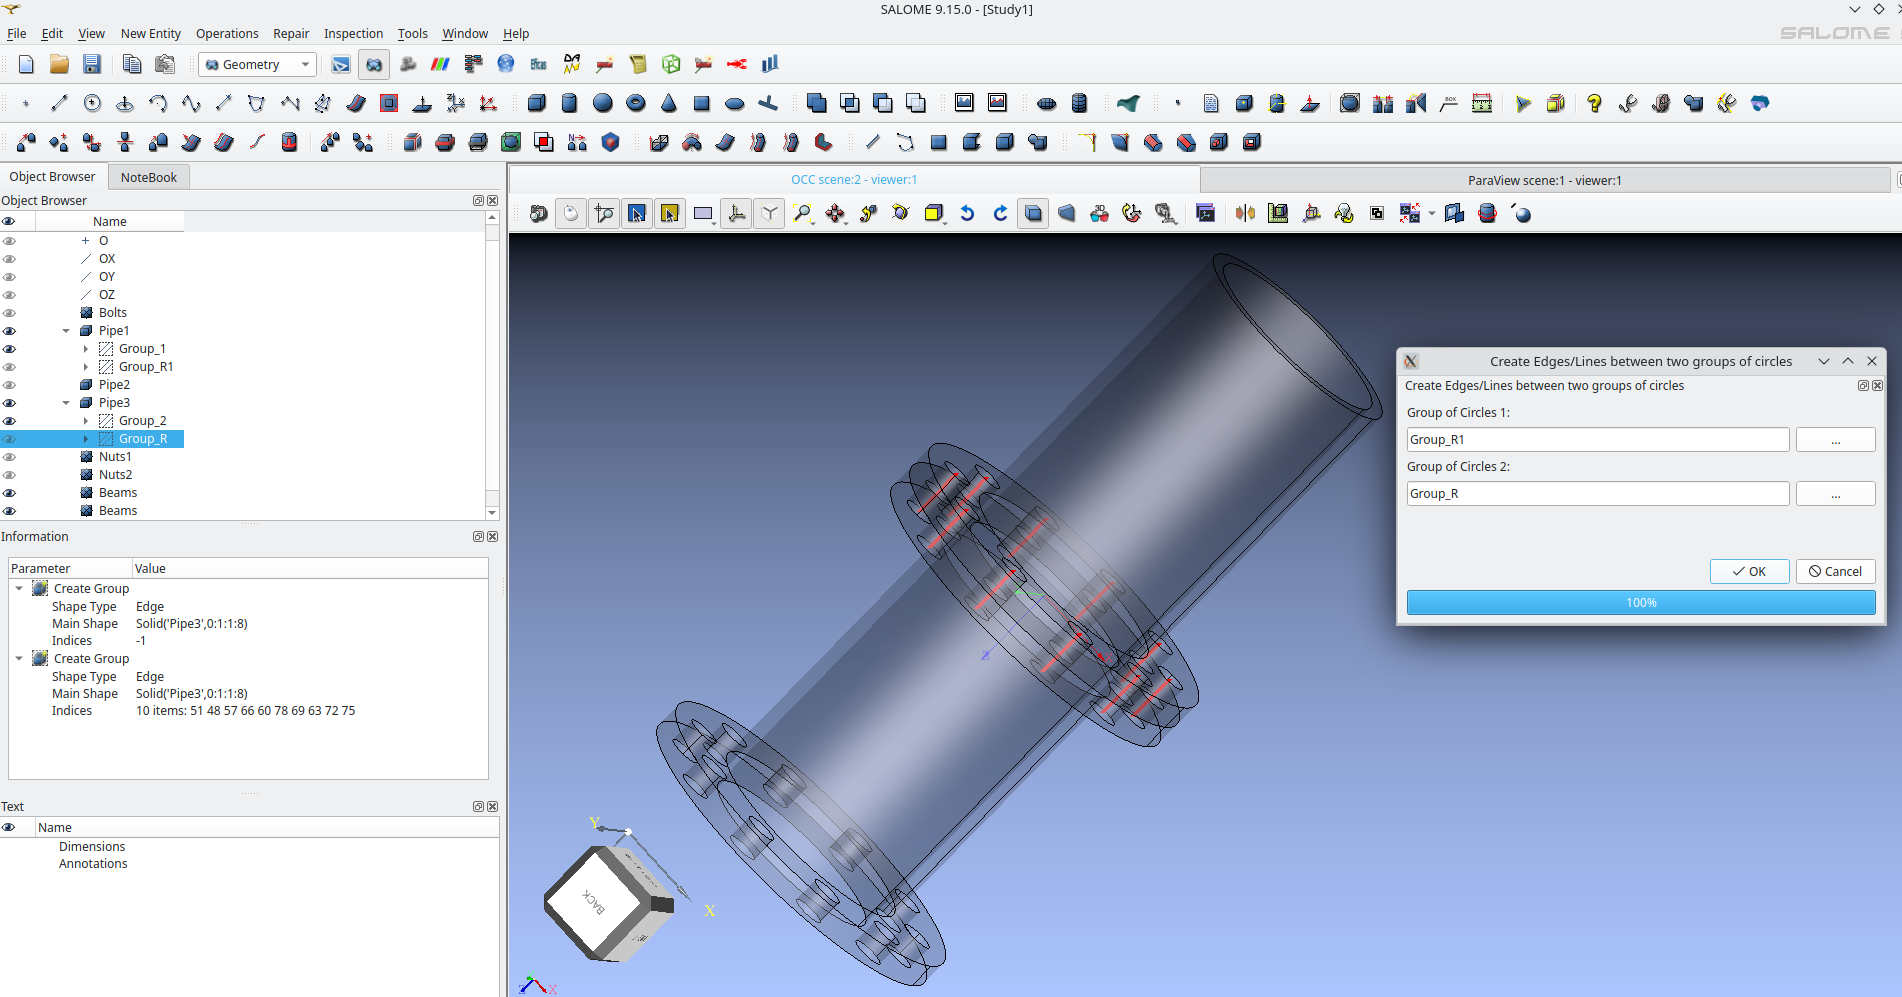 SALOME 9.15.0 - [Study1]
File Edit View New Entity Operations Repair Inspection Tools Window Help
SALOME
Geometry
Eficas
Object Browser NoteBook
OCC scene:2 - viewer:1
ParaView scene:1 - viewer:1
Object Browser
Name
O
OX
OY
OZ
Bolts
Pipe1
Group_1
Group_R1
Pipe2
Pipe3
Group_2
Group_R
Nuts1
Nuts2
Beams
Beams
Information
Parameter Value
Create Group
Shape Type Edge
Main Shape Solid('Pipe3',0:1:1:8)
Indices -1
Create Group
Shape Type Edge
Main Shape Solid('Pipe3',0:1:1:8)
Indices 10 items: 51 48 57 66 60 78 69 63 72 75
Text
Name
Dimensions
Annotations
Z
Y
X
BACK
X
Create Edges/Lines between two groups of circles
Create Edges/Lines between two groups of circles
Group of Circles 1:
Group_R1 ...
Group of Circles 2:
Group_R ...
OK Cancel
100%